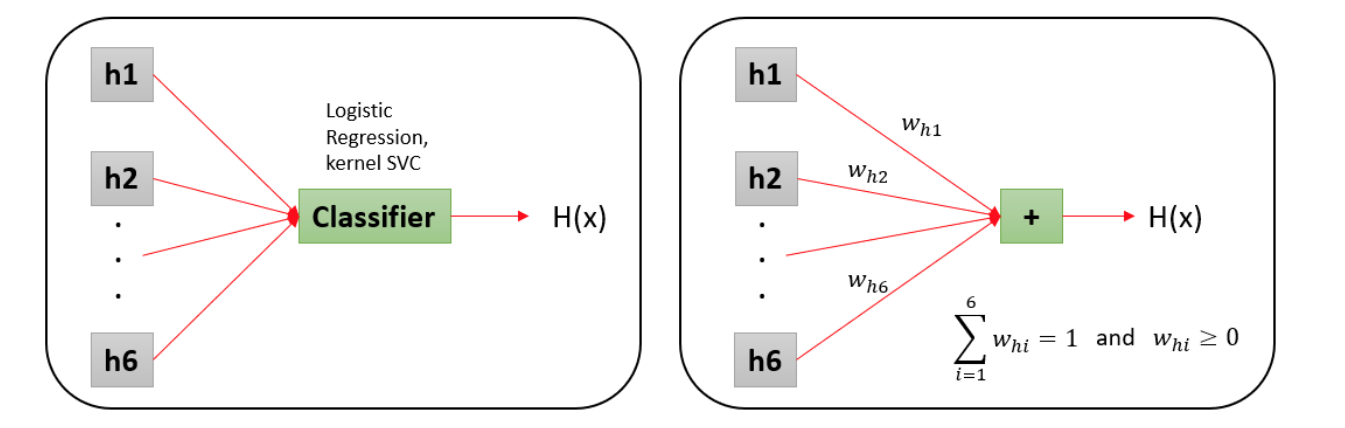 h1
Logistic
Regression,
kernel SVC
h2
.
.
.
Classifier
H(x)
h6
h1
w_{h1}
h2
w_{h2}
.
.
.
+
H(x)
w_{h6}
h6
\sum_{i=1}^{6} w_{hi} = 1 and w_{hi} ≥ 0